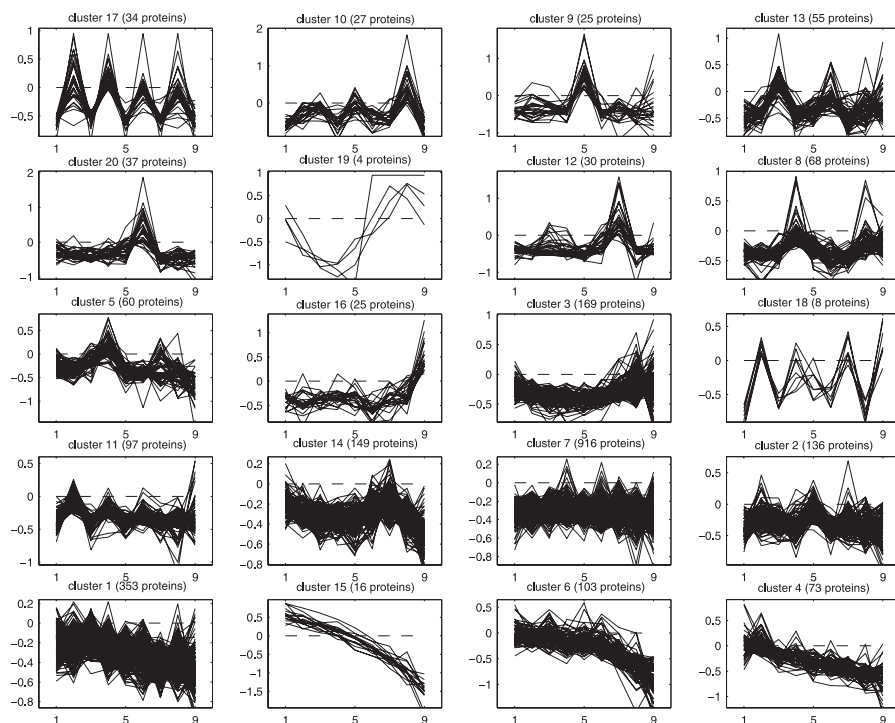 cluster 17 (34 proteins)
1
0.5
0
−0.5
1 5 9
cluster 10 (27 proteins)
2
1
0
1 5 9
cluster 9 (25 proteins)
2
1
0
−1
1 5 9
cluster 13 (55 proteins)
1
0.5
0
−0.5
1 5 9
cluster 20 (37 proteins)
2
1
0
−1
1 5 9
cluster 19 (4 proteins)
1
0.5
0
−0.5
−1
1 5 9
cluster 12 (30 proteins)
2
1
0
−1
1 5 9
cluster 8 (68 proteins)
1
0.5
0
−0.5
1 5 9
cluster 5 (60 proteins)
0.5
0
−0.5
−1
1 5 9
cluster 16 (25 proteins)
1
0.5
0
−0.5
1 5 9
cluster 3 (169 proteins)
1
0.5
0
−0.5
1 5 9
cluster 18 (8 proteins)
0.5
0
−0.5
1 5 9
cluster 11 (97 proteins)
0.5
0
−0.5
−1
1 5 9
cluster 14 (149 proteins)
0.2
0
−0.2
−0.4
−0.6
−0.8
1 5 9
cluster 7 (916 proteins)
0.2
0
−0.2
−0.4
−0.6
−0.8
1 5 9
cluster 2 (136 proteins)
0.5
0
−0.5
1 5 9
cluster 1 (353 proteins)
0.2
0
−0.2
−0.4
−0.6
−0.8
1 5 9
cluster 15 (16 proteins)
1
0.5
0
−0.5
−1
−1.5
1 5 9
cluster 6 (103 proteins)
0.5
0
−0.5
−1
1 5 9
cluster 4 (73 proteins)
0.5
0
−0.5
−1
1 5 9